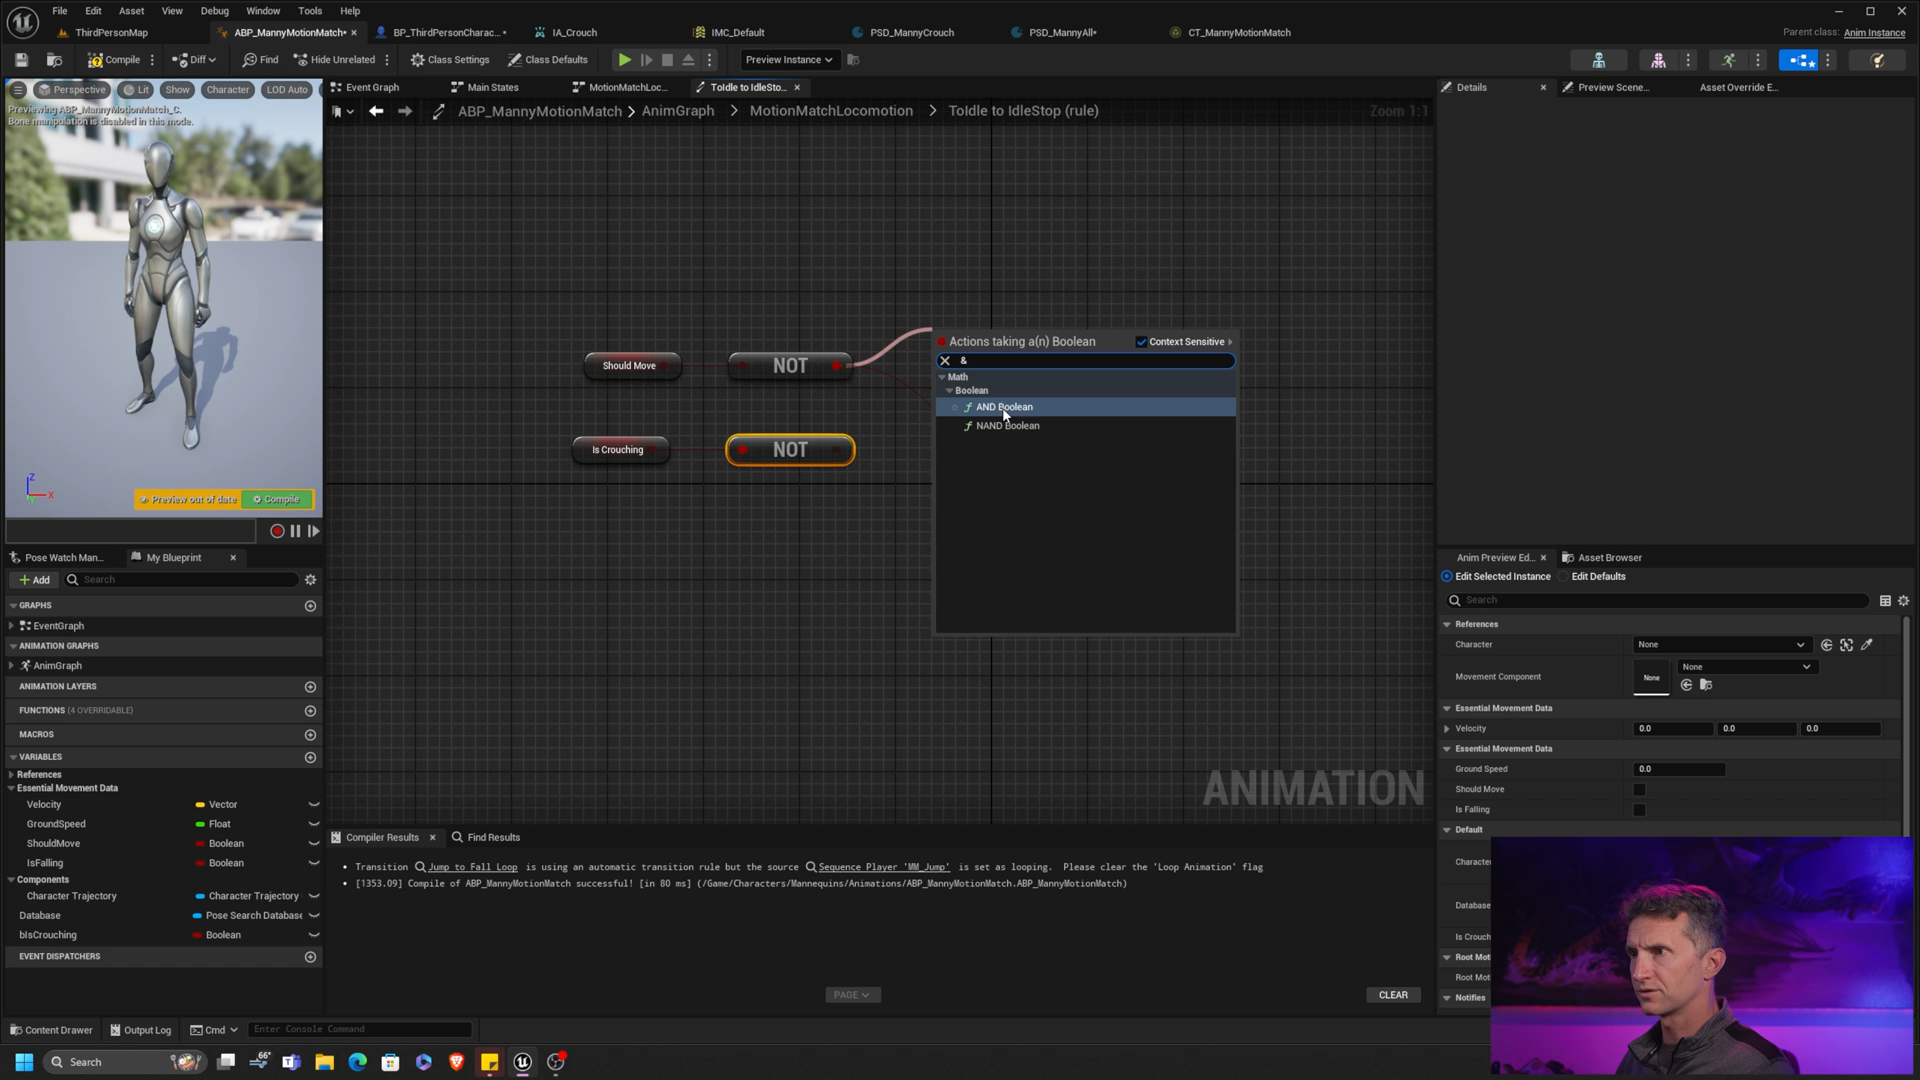 File Edit Asset View Debug Window Tools Help
ThirdPersonMap
ABP_MannyMotionMatch*
BP_ThirdPersonCharac...*
IA_Crouch
IMC_Default
PSD_MannyCrouch
PSD_MannyAll*
CT_MannyMotionMatch
Parent class: Anim Instance
Compile
Diff
Find
Hide Unrelated
Class Settings
Class Defaults
Preview Instance
Perspective
Lit
Show
Character
LOD Auto
Previewing ABP_MannyMotionMatch_C.
Bone manipulation is disabled in this mode.
Event Graph
Main States
MotionMatchLoc...
ToIdle to IdleSto...
ABP_MannyMotionMatch > AnimGraph > MotionMatchLocomotion > ToIdle to IdleStop (rule)
Zoom 1:1
Details
Preview Scene...
Asset Override E...
Should Move
NOT
Is Crouching
NOT
Actions taking a(n) Boolean
Context Sensitive
&
Math
Boolean
AND Boolean
NAND Boolean
ANIMATION
Z
X
Preview out of date
Compile
Pose Watch Man...
My Blueprint
Add
Search
GRAPHS
EventGraph
ANIMATION GRAPHS
AnimGraph
ANIMATION LAYERS
FUNCTIONS (4 OVERRIDABLE)
MACROS
VARIABLES
References
Essential Movement Data
Velocity Vector
GroundSpeed Float
ShouldMove Boolean
IsFalling Boolean
Components
Character Trajectory Character Trajectory
Database Pose Search Database
bIsCrouching Boolean
EVENT DISPATCHERS
Compiler Results
Find Results
Transition Jump to Fall Loop is using an automatic transition rule but the source Sequence Player 'MM_Jump' is set as looping. Please clear the 'Loop Animation' flag
[1353.09] Compile of ABP_MannyMotionMatch successful! [in 80 ms] (/Game/Characters/Mannequins/Animations/ABP_MannyMotionMatch.ABP_MannyMotionMatch)
PAGE
CLEAR
Anim Preview Ed...
Asset Browser
Edit Selected Instance
Edit Defaults
Search
References
Character None
Movement Component None None
Essential Movement Data
Velocity 0.0 0.0 0.0
Essential Movement Data
Ground Speed 0.0
Should Move
Is Falling
Default
Charac
Databas
Is Crouch
Root Mot
Root Mot
Notifies
Content Drawer
Output Log
Cmd
Enter Console Command
Search
66°